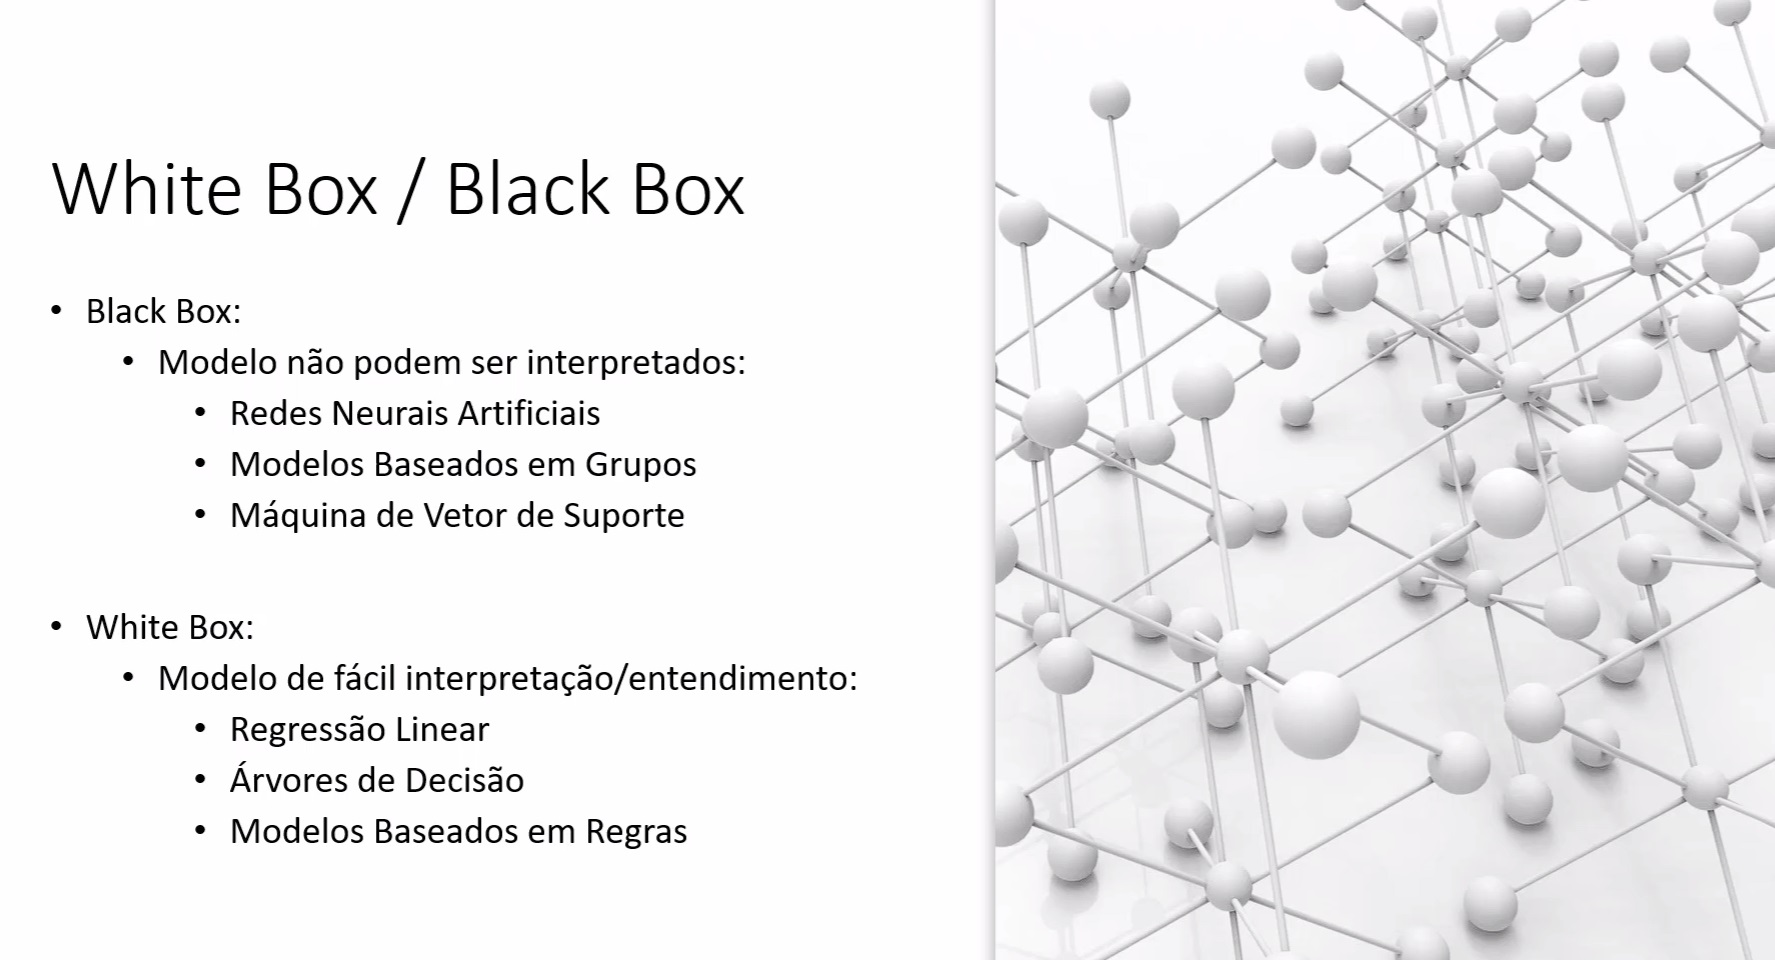 White Box / Black Box
• Black Box:
• Modelo não podem ser interpretados:
• Redes Neurais Artificiais
• Modelos Baseados em Grupos
• Máquina de Vetor de Suporte
• White Box:
• Modelo de fácil interpretação/entendimento:
• Regressão Linear
• Árvores de Decisão
• Modelos Baseados em Regras